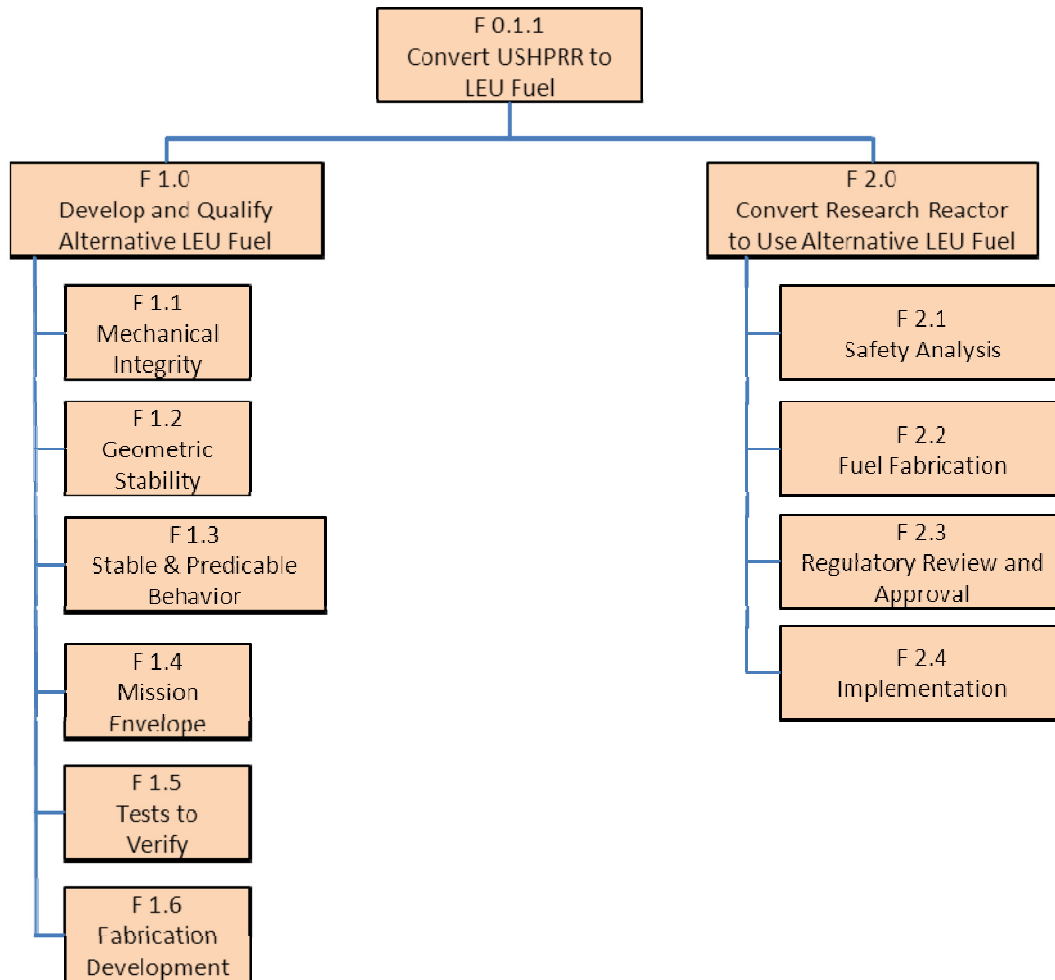 F 0.1.1
Convert USHPRR to
LEU Fuel
F 1.0
Develop and Qualify
Alternative LEU Fuel
F 1.1
Mechanical
Integrity
F 1.2
Geometric
Stability
F 1.3
Stable & Predicable
Behavior
F 1.4
Mission
Envelope
F 1.5
Tests to
Verify
F 1.6
Fabrication
Development
F 2.0
Convert Research Reactor
to Use Alternative LEU Fuel
F 2.1
Safety Analysis
F 2.2
Fuel Fabrication
F 2.3
Regulatory Review and
Approval
F 2.4
Implementation